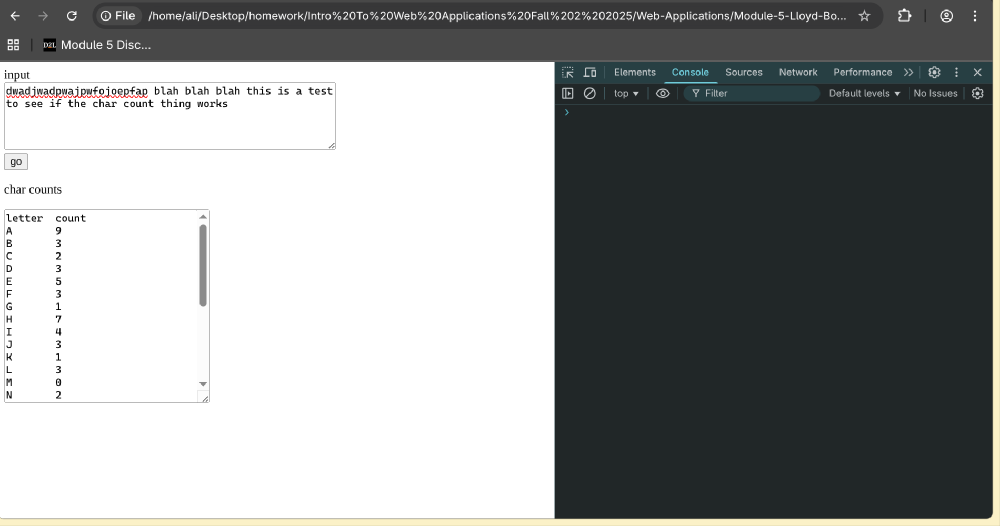 File /home/ali/Desktop/homework/Intro%20To%20Web%20Applications%20Fall%202%202025/Web-Applications/Module-5-Lloyd-Bo...
D2L Module 5 Disc...
input
dwadjwadpwajpwfojoepfap blah blah blah this is a test
to see if the char count thing works
go
char counts
letter count
A 9
B 3
C 2
D 3
E 5
F 3
G 1
H 7
I 4
J 3
K 1
L 3
M 0
N 2
Elements Console Sources Network Performance
top Filter Default levels No Issues